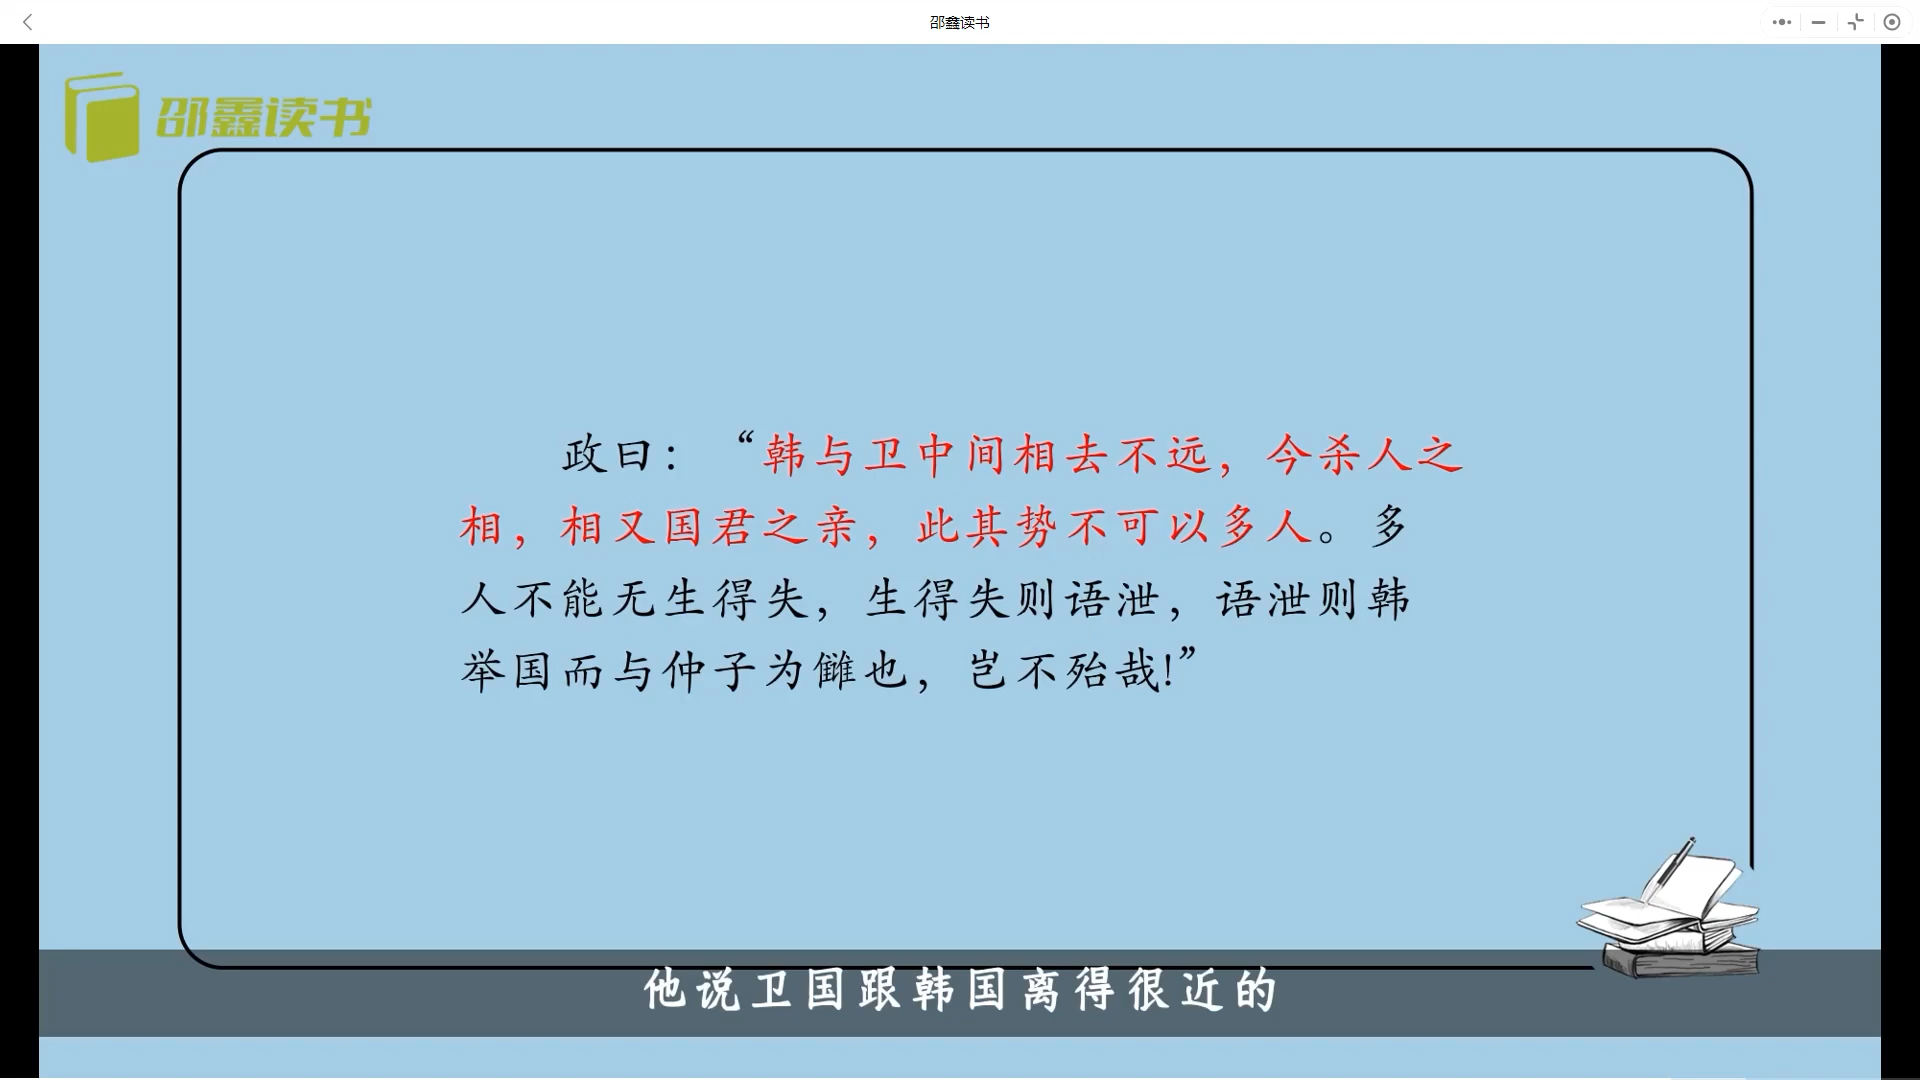 邵鑫读书
邵鑫读书
政曰：“韩与卫中间相去不远，今杀人之
相，相又国君之亲，此其势不可以多人。多
人不能无生得失，生得失则语泄，语泄则韩
举国而与仲子为雠也，岂不殆哉!”
他说卫国跟韩国离得很近的